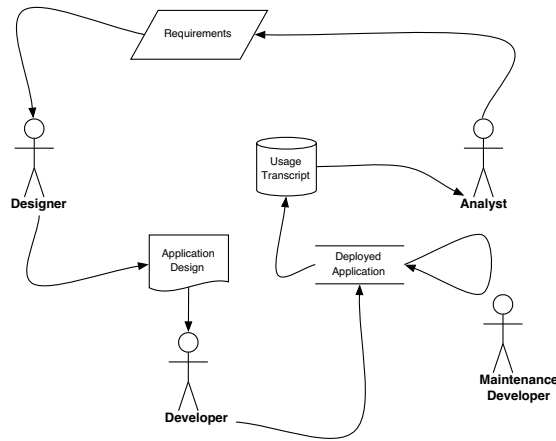 Requirements
Designer
Usage
Transcript
Analyst
Application
Design
Deployed
Application
Developer
Maintenance
Developer